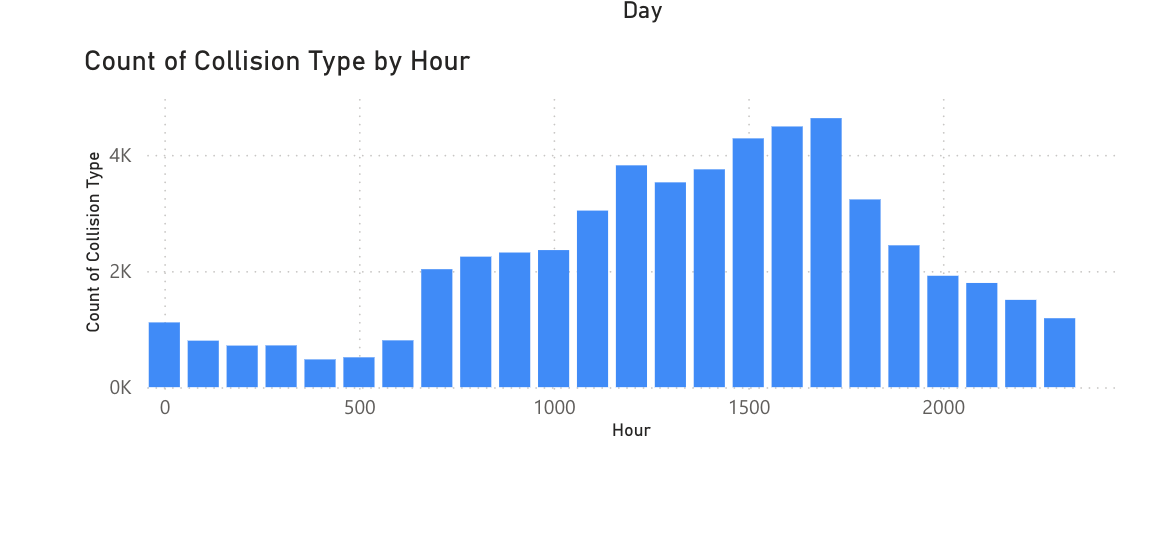 Day
Count of Collision Type by Hour
Count of Collision Type
4K
2K
0K
0 500 1000 1500 2000
Hour